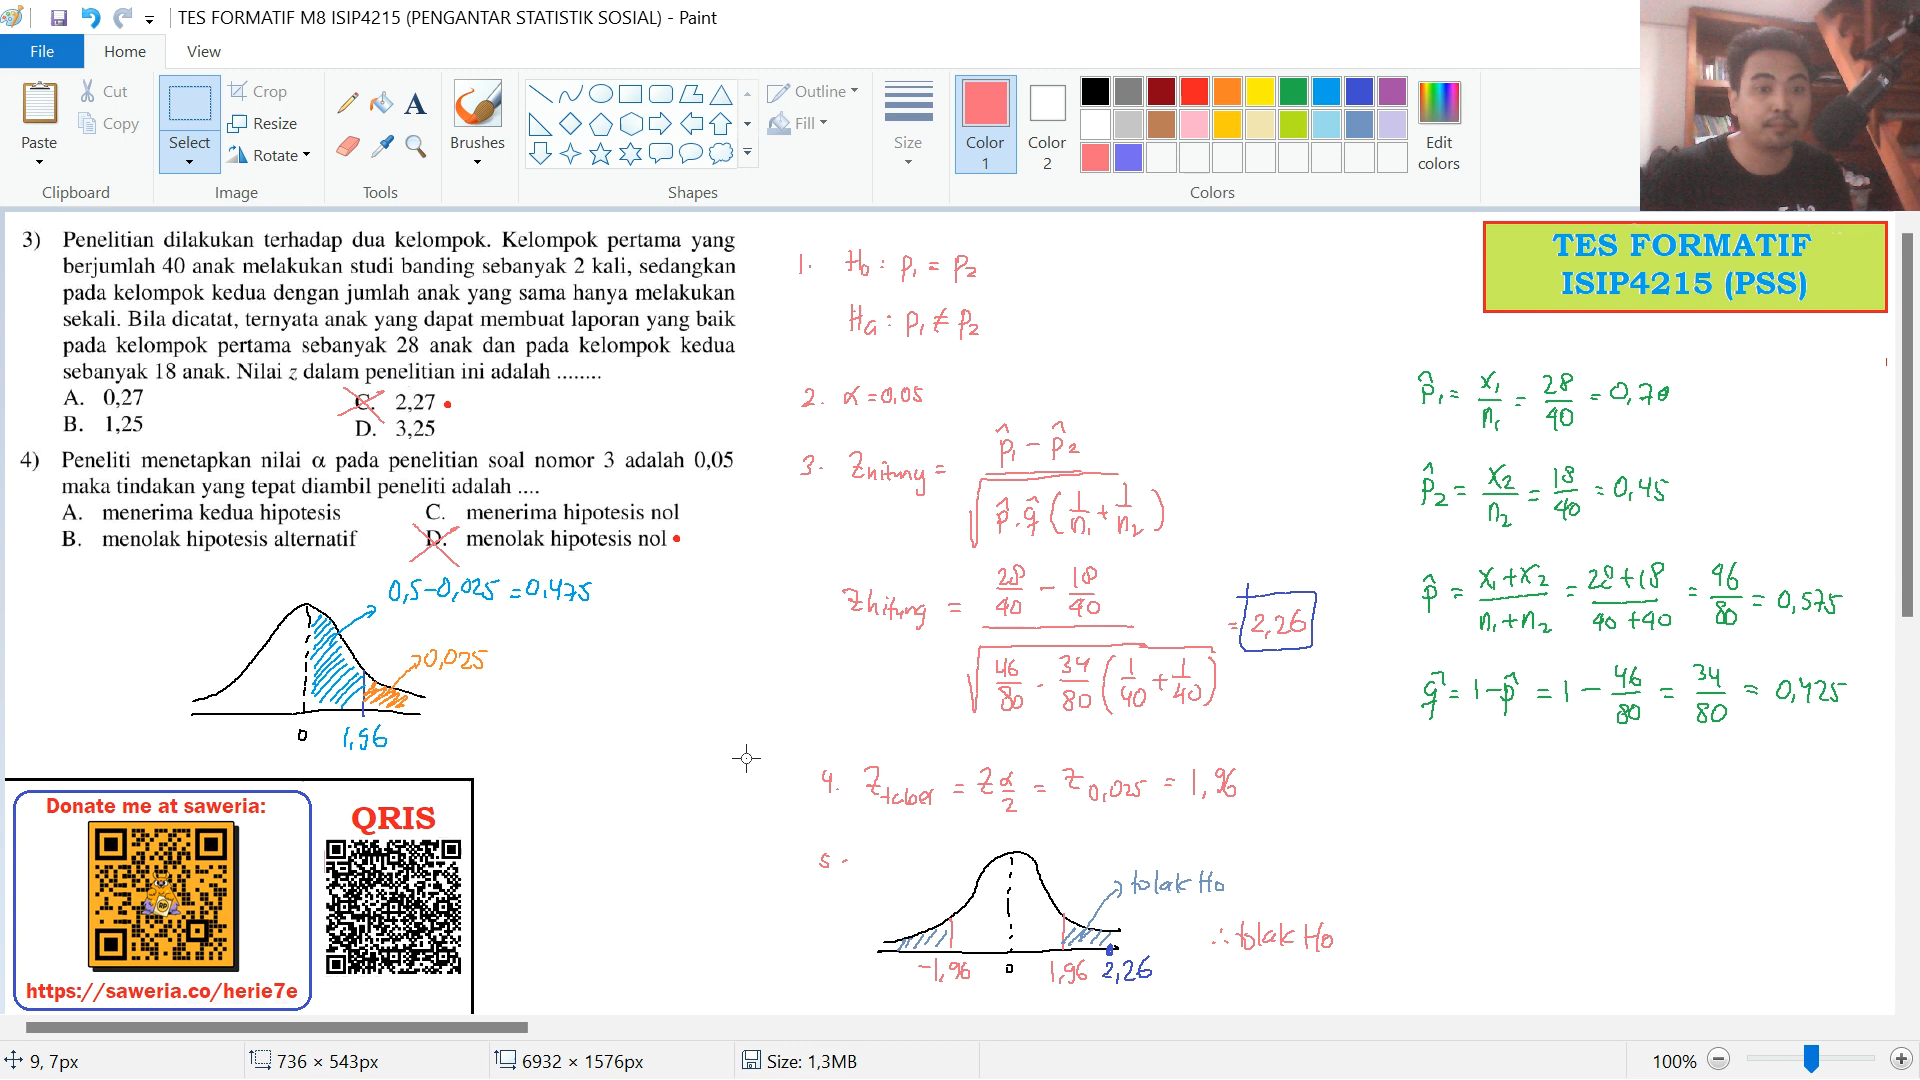 TES FORMATIF M8 ISIP4215 (PENGANTAR STATISTIK SOSIAL) - Paint
File
Home
View
Paste
Cut
Copy
Clipboard
Select
Crop
Resize
Rotate
Image
Tools
Brushes
Shapes
Outline
Fill
Size
Color 1
Color 2
Edit colors
Colors
3) Penelitian dilakukan terhadap dua kelompok. Kelompok pertama yang
berjumlah 40 anak melakukan studi banding sebanyak 2 kali, sedangkan
pada kelompok kedua dengan jumlah anak yang sama hanya melakukan
sekali. Bila dicatat, ternyata anak yang dapat membuat laporan yang baik
pada kelompok pertama sebanyak 28 anak dan pada kelompok kedua
sebanyak 18 anak. Nilai z dalam penelitian ini adalah ........
A. 0,27 C. 2,27
B. 1,25 D. 3,25
4) Peneliti menetapkan nilai α pada penelitian soal nomor 3 adalah 0,05
maka tindakan yang tepat diambil peneliti adalah ....
A. menerima kedua hipotesis C. menerima hipotesis nol
B. menolak hipotesis alternatif D. menolak hipotesis nol
0,5-0,025 = 0,475
0,025
0 1,96
Donate me at saweria:
https://saweria.co/herie7e
QRIS
1. H₀ : p₁ = p₂
Ha : p₁ ≠ p₂
2. α = 0,05
3. Zhitung = (p̂₁ - p̂₂) / √(p̂.q̂ (1/n₁ + 1/n₂))
Zhitung = (28/40 - 18/40) / √(46/80 . 34/80 (1/40 + 1/40)) = 2,26
4. Ztabel = Zα/2 = Z0,025 = 1,96
5.
tolak H₀
-1,96 0 1,96 2,26
∴ tolak H₀
TES FORMATIF
ISIP4215 (PSS)
p̂₁ = x₁/n₁ = 28/40 = 0,70
p̂₂ = x₂/n₂ = 18/40 = 0,45
p̂ = (x₁+x₂)/(n₁+n₂) = (28+18)/(40+40) = 46/80 = 0,575
q̂ = 1-p̂ = 1 - 46/80 = 34/80 = 0,425
9, 7px
736 × 543px
6932 × 1576px
Size: 1,3MB
100%